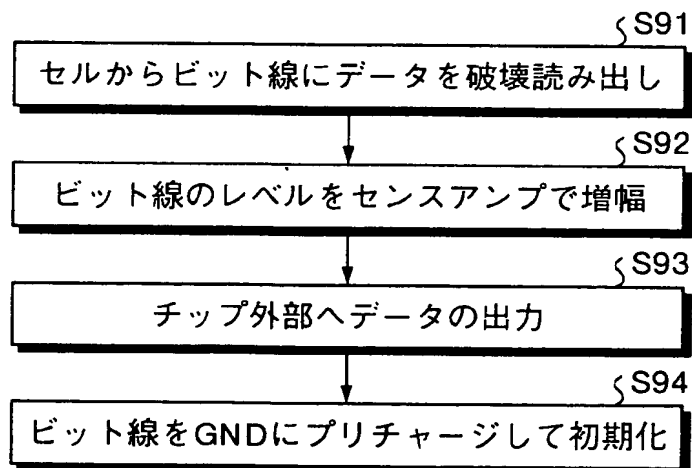 S91
セルからビット線にデータを破壊読み出し
S92
ビット線のレベルをセンスアンプで増幅
S93
チップ外部へデータの出力
S94
ビット線をGNDにプリチャージして初期化